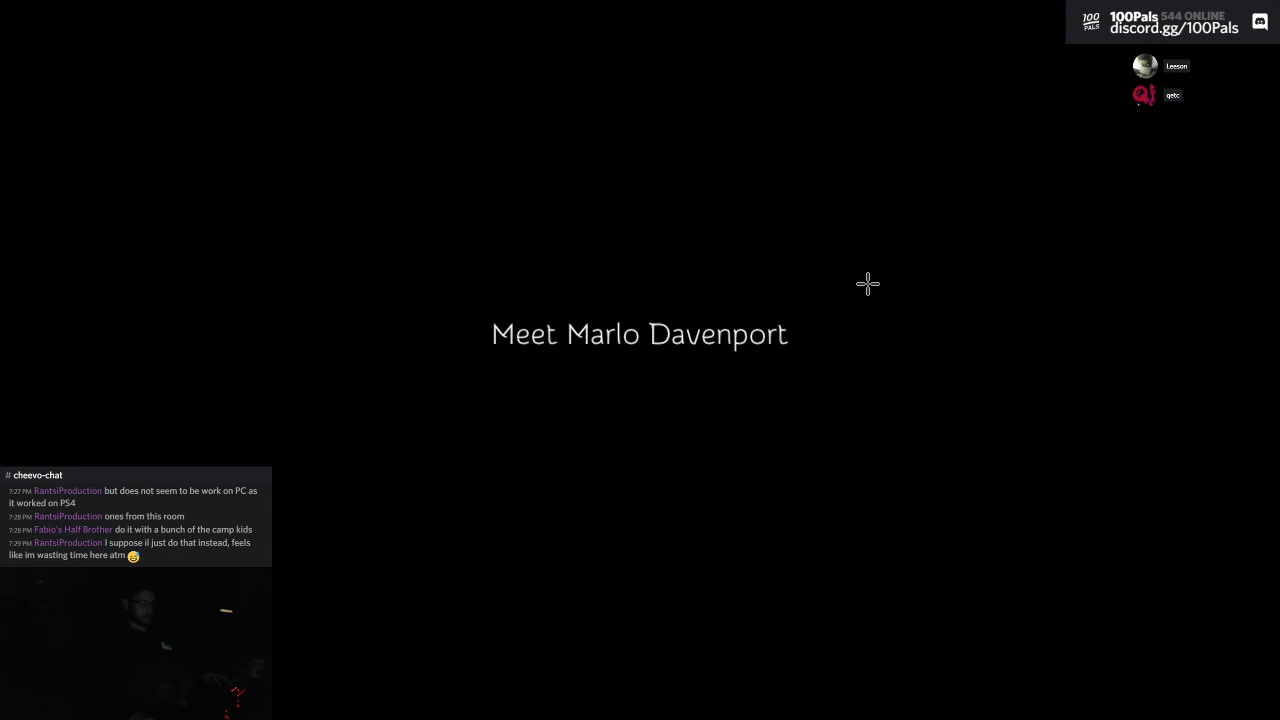 100
PALS
100Pals 544 ONLINE
discord.gg/100Pals
Leeson
qetc
Meet Marlo Davenport
# cheevo-chat
7:27 PM RantsiProduction but does not seem to be work on PC as
it worked on PS4
7:28 PM RantsiProduction ones from this room
7:28 PM Fabio's Half Brother do it with a bunch of the camp kids
7:29 PM RantsiProduction I suppose il just do that instead, feels
like im wasting time here atm